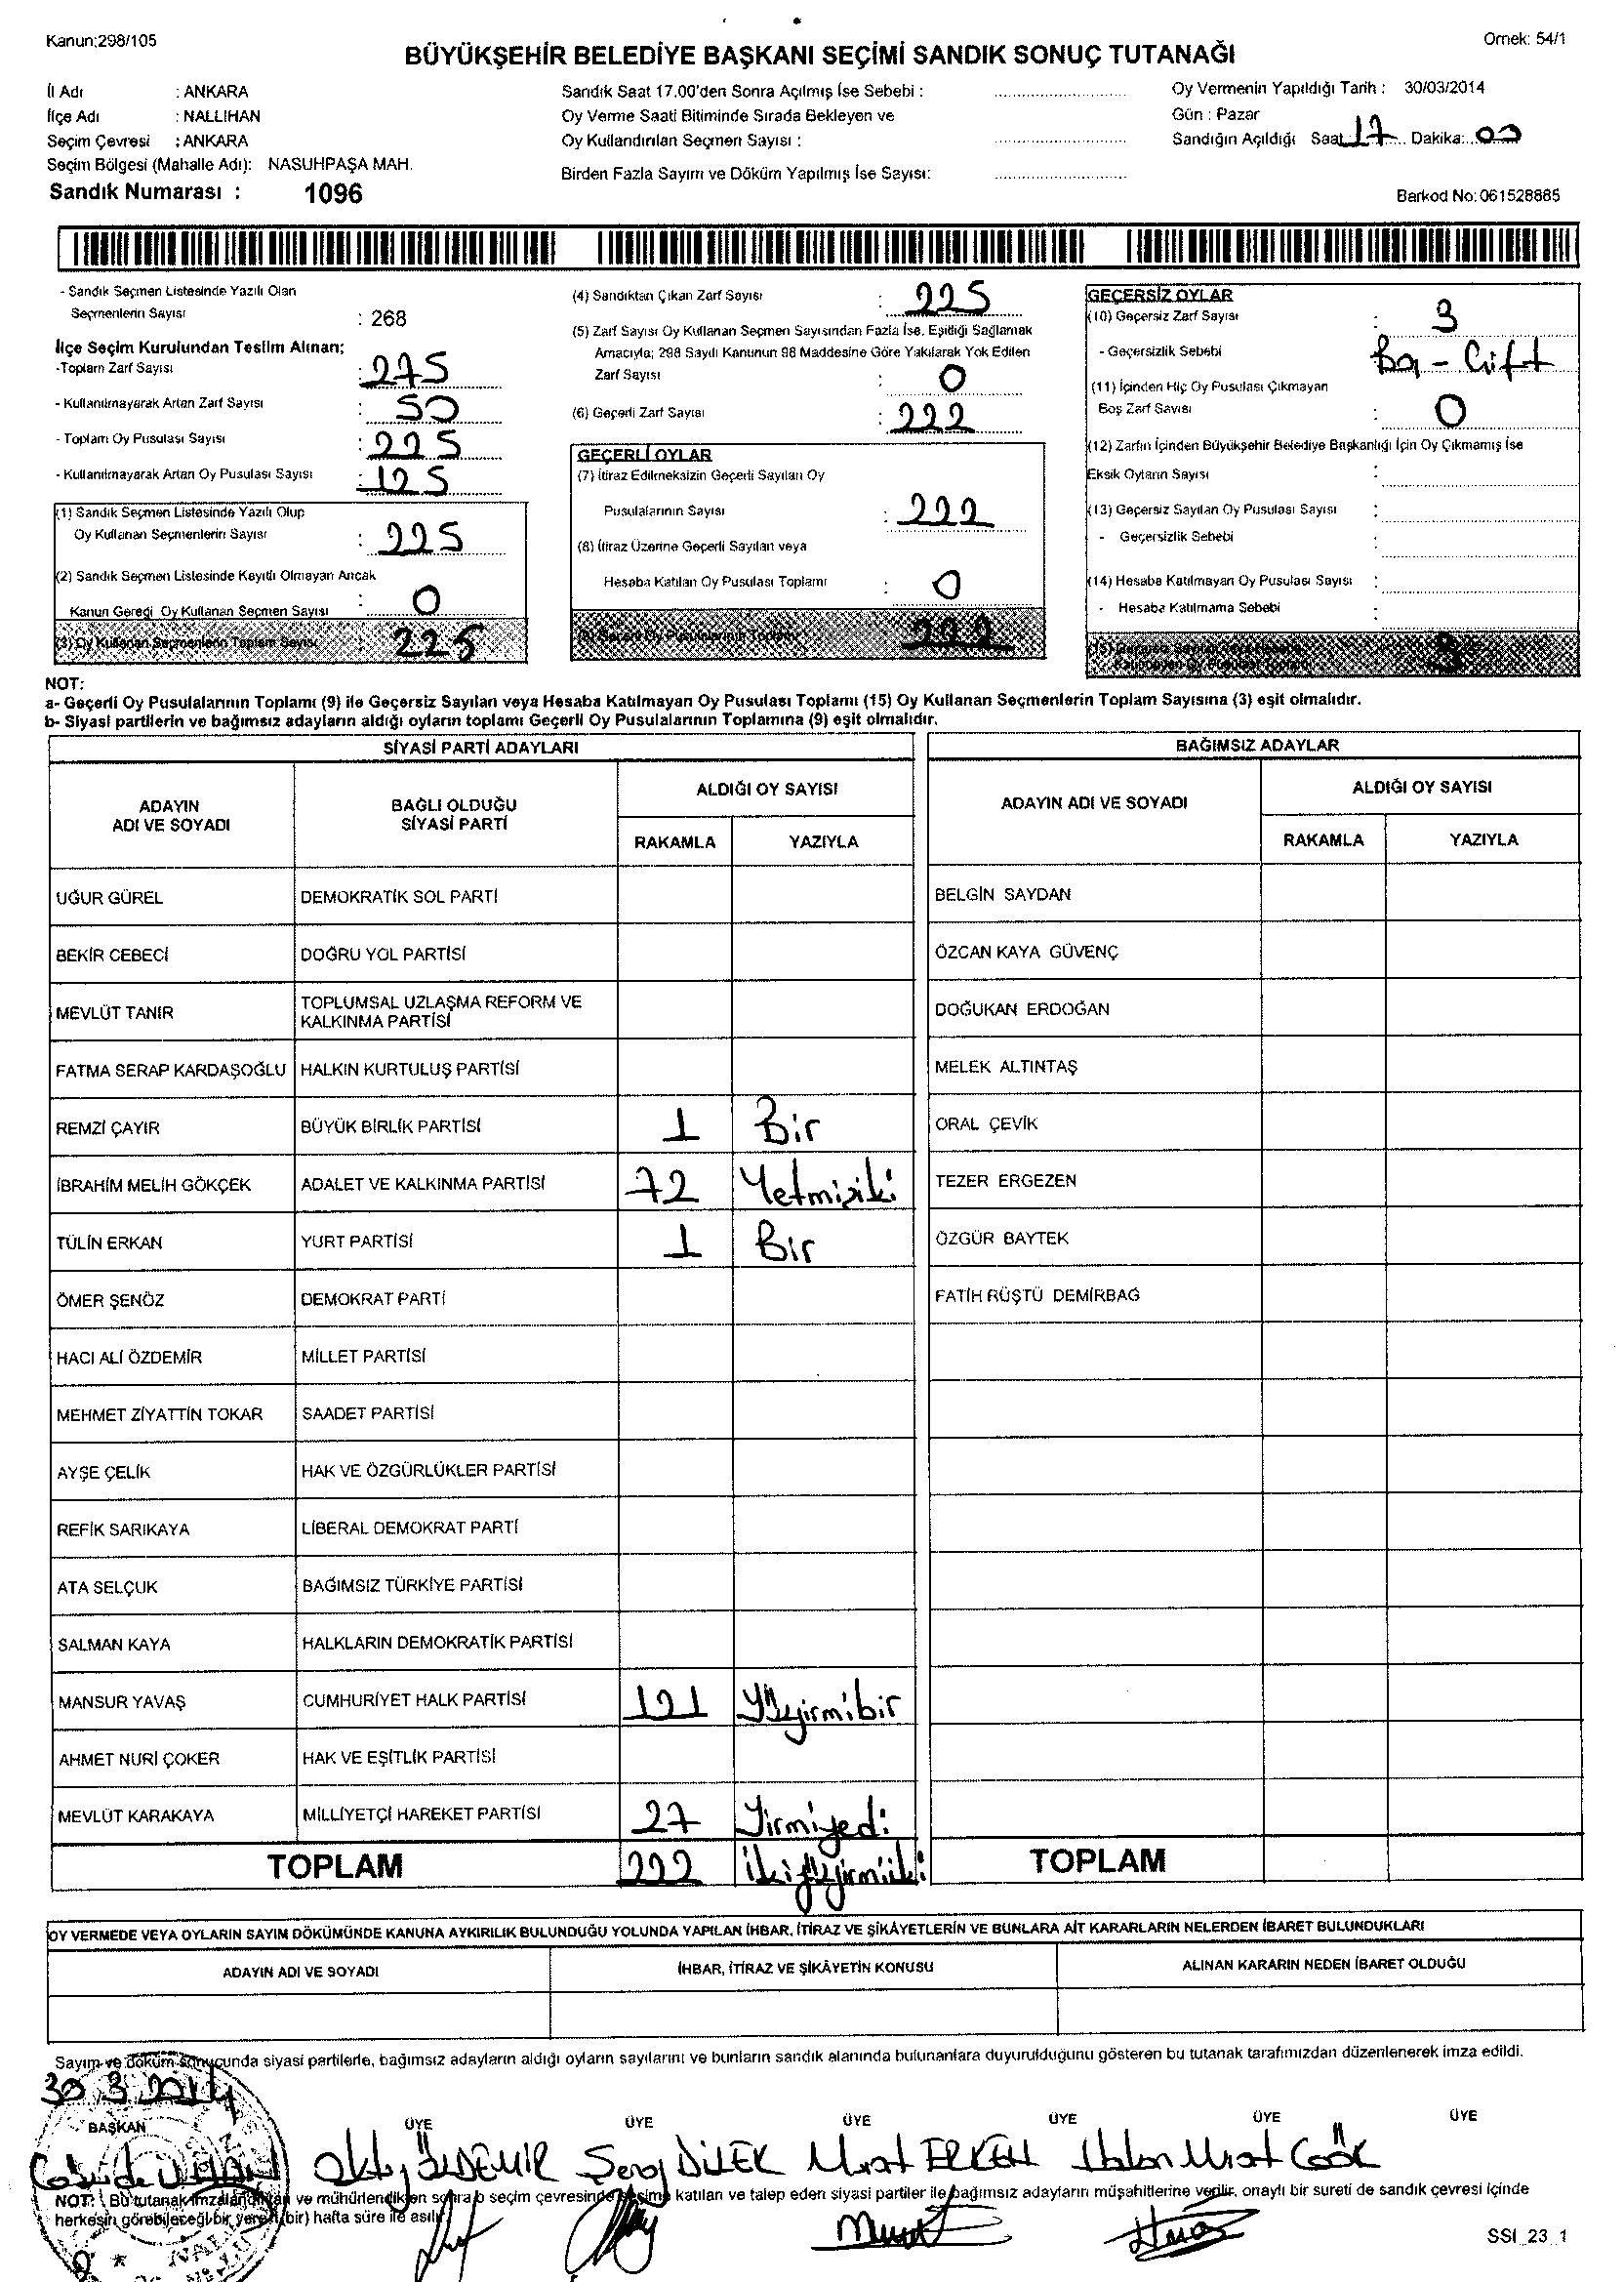 Kanun:298/105
Örnek: 54/1
BÜYÜKŞEHİR BELEDİYE BAŞKANI SEÇİMİ SANDIK SONUÇ TUTANAĞI
İl Adı : ANKARA
İlçe Adı : NALLIHAN
Seçim Çevresi : ANKARA
Seçim Bölgesi (Mahalle Adı): NASUHPAŞA MAH.
Sandık Numarası : 1096
Sandık Saat 17.00'den Sonra Açılmış İse Sebebi :
Oy Verme Saati Bitiminde Sırada Bekleyen ve
Oy Kullandırılan Seçmen Sayısı :
Birden Fazla Sayım ve Döküm Yapılmış İse Sayısı:
Oy Vermenin Yapıldığı Tarih : 30/03/2014
Gün : Pazar
Sandığın Açıldığı Saat 17 Dakika: 00
Barkod No: 061528885
- Sandık Seçmen Listesinde Yazılı Olan
Seçmenlerin Sayısı : 268
İlçe Seçim Kurulundan Teslim Alınan;
-Toplam Zarf Sayısı : 275
- Kullanılmayarak Artan Zarf Sayısı : 50
- Toplam Oy Pusulası Sayısı : 225
- Kullanılmayarak Artan Oy Pusulası Sayısı : 125
(1) Sandık Seçmen Listesinde Yazılı Olup
Oy Kullanan Seçmenlerin Sayısı : 225
(2) Sandık Seçmen Listesinde Kayıtlı Olmayan Ancak
Kanun Gereği Oy Kullanan Seçmen Sayısı : 0
(3) Oy Kullanan Seçmenlerin Toplam Sayısı : 225
(4) Sandıktan Çıkan Zarf Sayısı : 225
(5) Zarf Sayısı Oy Kullanan Seçmen Sayısından Fazla İse, Eşitliği Sağlamak
Amacıyla; 298 Sayılı Kanunun 98 Maddesine Göre Yakılarak Yok Edilen
Zarf Sayısı : 0
(6) Geçerli Zarf Sayısı : 222
GEÇERLİ OYLAR
(7) İtiraz Edilmeksizin Geçerli Sayılan Oy
Pusulalarının Sayısı : 222
(8) İtiraz Üzerine Geçerli Sayılan veya
Hesaba Katılan Oy Pusulası Toplamı : 0
(9) Geçerli Oy Pusulalarının Toplamı 222
GEÇERSİZ OYLAR
(10) Geçersiz Zarf Sayısı : 3
- Geçersizlik Sebebi
(11) İçinden Hiç Oy Pusulası Çıkmayan
Boş Zarf Sayısı : 0
(12) Zarfın İçinden Büyükşehir Belediye Başkanlığı İçin Oy Çıkmamış İse
Eksik Oyların Sayısı :
(13) Geçersiz Sayılan Oy Pusulası Sayısı :
- Geçersizlik Sebebi :
(14) Hesaba Katılmayan Oy Pusulası Sayısı :
- Hesaba Katılmama Sebebi :
(15) Geçersiz Sayılan veya Hesaba
Katılmayan Oy Pusulası Toplamı 3
NOT:
a- Geçerli Oy Pusulalarının Toplamı (9) ile Geçersiz Sayılan veya Hesaba Katılmayan Oy Pusulası Toplamı (15) Oy Kullanan Seçmenlerin Toplam Sayısına (3) eşit olmalıdır.
b- Siyasi partilerin ve bağımsız adayların aldığı oyların toplamı Geçerli Oy Pusulalarının Toplamına (9) eşit olmalıdır.
SİYASİ PARTİ ADAYLARI
ADAYIN ADI VE SOYADI BAĞLI OLDUĞU SİYASİ PARTİ ALDIĞI OY SAYISI
RAKAMLA YAZIYLA
UĞUR GÜREL DEMOKRATİK SOL PARTİ
BEKİR CEBECİ DOĞRU YOL PARTİSİ
MEVLÜT TANIR TOPLUMSAL UZLAŞMA REFORM VE KALKINMA PARTİSİ
FATMA SERAP KARDAŞOĞLU HALKIN KURTULUŞ PARTİSİ
REMZİ ÇAYIR BÜYÜK BİRLİK PARTİSİ 1 Bir
İBRAHİM MELİH GÖKÇEK ADALET VE KALKINMA PARTİSİ 72 Yetmişiki
TÜLİN ERKAN YURT PARTİSİ 1 Bir
ÖMER ŞENÖZ DEMOKRAT PARTİ
HACI ALİ ÖZDEMİR MİLLET PARTİSİ
MEHMET ZİYATTİN TOKAR SAADET PARTİSİ
AYŞE ÇELİK HAK VE ÖZGÜRLÜKLER PARTİSİ
REFİK SARIKAYA LİBERAL DEMOKRAT PARTİ
ATA SELÇUK BAĞIMSIZ TÜRKİYE PARTİSİ
SALMAN KAYA HALKLARIN DEMOKRATİK PARTİSİ
MANSUR YAVAŞ CUMHURİYET HALK PARTİSİ 121
AHMET NURİ ÇOKER HAK VE EŞİTLİK PARTİSİ
MEVLÜT KARAKAYA MİLLİYETÇİ HAREKET PARTİSİ 27 Yirmiyedi
TOPLAM 222
BAĞIMSIZ ADAYLAR
ADAYIN ADI VE SOYADI ALDIĞI OY SAYISI
RAKAMLA YAZIYLA
BELGİN SAYDAN
ÖZCAN KAYA GÜVENÇ
DOĞUKAN ERDOĞAN
MELEK ALTINTAŞ
ORAL ÇEVİK
TEZER ERGEZEN
ÖZGÜR BAYTEK
FATİH RÜŞTÜ DEMİRBAĞ
TOPLAM
OY VERMEDE VEYA OYLARIN SAYIM DÖKÜMÜNDE KANUNA AYKIRILIK BULUNDUĞU YOLUNDA YAPILAN İHBAR, İTİRAZ VE ŞİKÂYETLERİN VE BUNLARA AİT KARARLARIN NELERDEN İBARET BULUNDUKLARI
ADAYIN ADI VE SOYADI İHBAR, İTİRAZ VE ŞİKÂYETİN KONUSU ALINAN KARARIN NEDEN İBARET OLDUĞU
Sayım ve döküm sonucunda siyasi partilerle, bağımsız adayların aldığı oyların sayılarını ve bunların sandık alanında bulunanlara duyurulduğunu gösteren bu tutanak tarafımızdan düzenlenerek imza edildi.
30.3.2014
BAŞKAN ÜYE ÜYE ÜYE ÜYE ÜYE ÜYE
ÖZDEMİR DİLEK Murat ERKEN Hakan Murat GÖK
NOT: Bu tutanak imzalandıktan ve mühürlendikten sonra o seçim çevresinde seçime katılan ve talep eden siyasi partiler ile bağımsız adayların müşahitlerine verilir, onaylı bir sureti de sandık çevresi içinde
herkesin görebileceği bir yere (bir) hafta süre ile asılır.
SSI_23_1